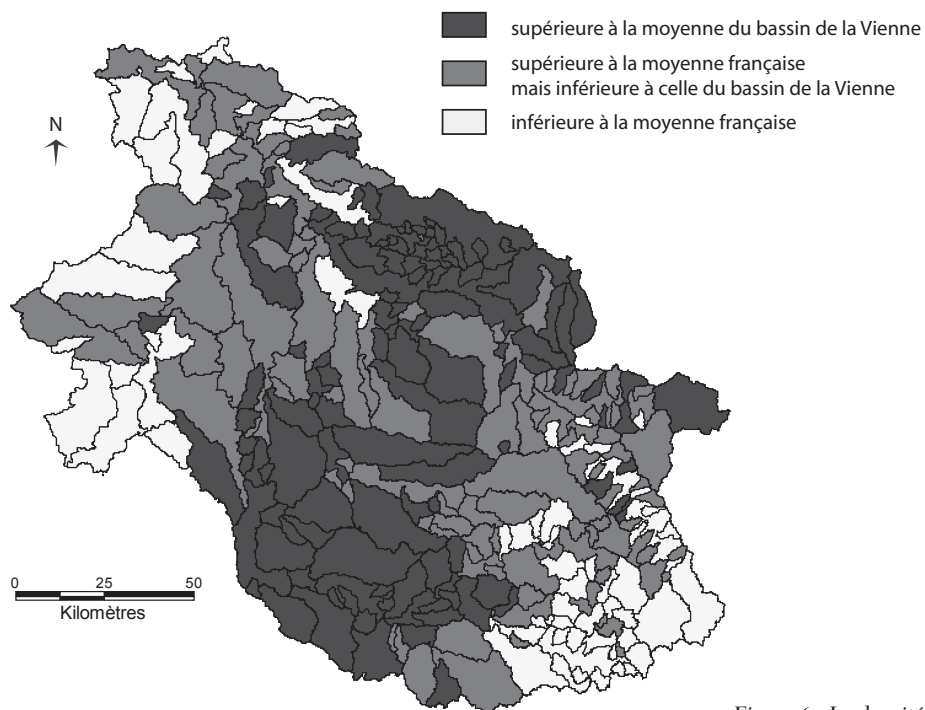 supérieure à la moyenne du bassin de la Vienne
supérieure à la moyenne française
mais inférieure à celle du bassin de la Vienne
inférieure à la moyenne française
N
0 25 50
Kilomètres